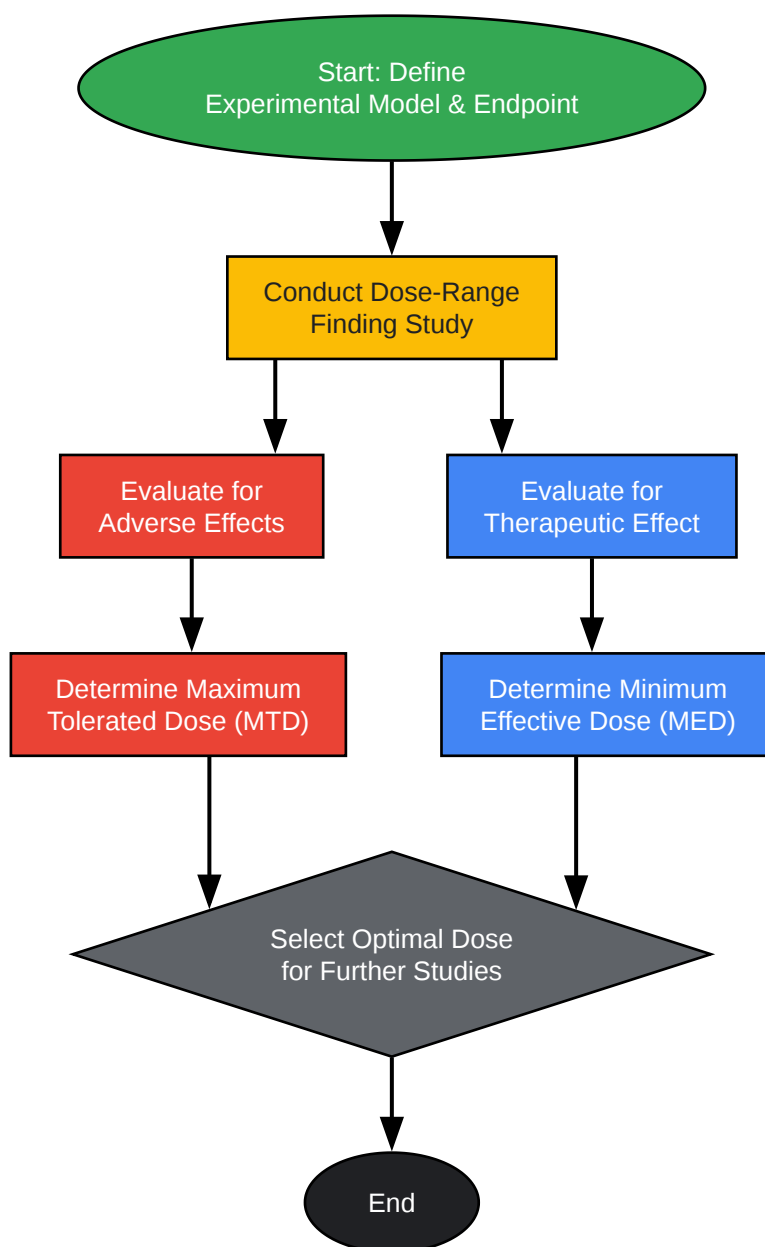 Start: Define
Experimental Model & Endpoint
Conduct Dose-Range
Finding Study
Evaluate for
Adverse Effects
Evaluate for
Therapeutic Effect
Determine Maximum
Tolerated Dose (MTD)
Determine Minimum
Effective Dose (MED)
Select Optimal Dose
for Further Studies
End